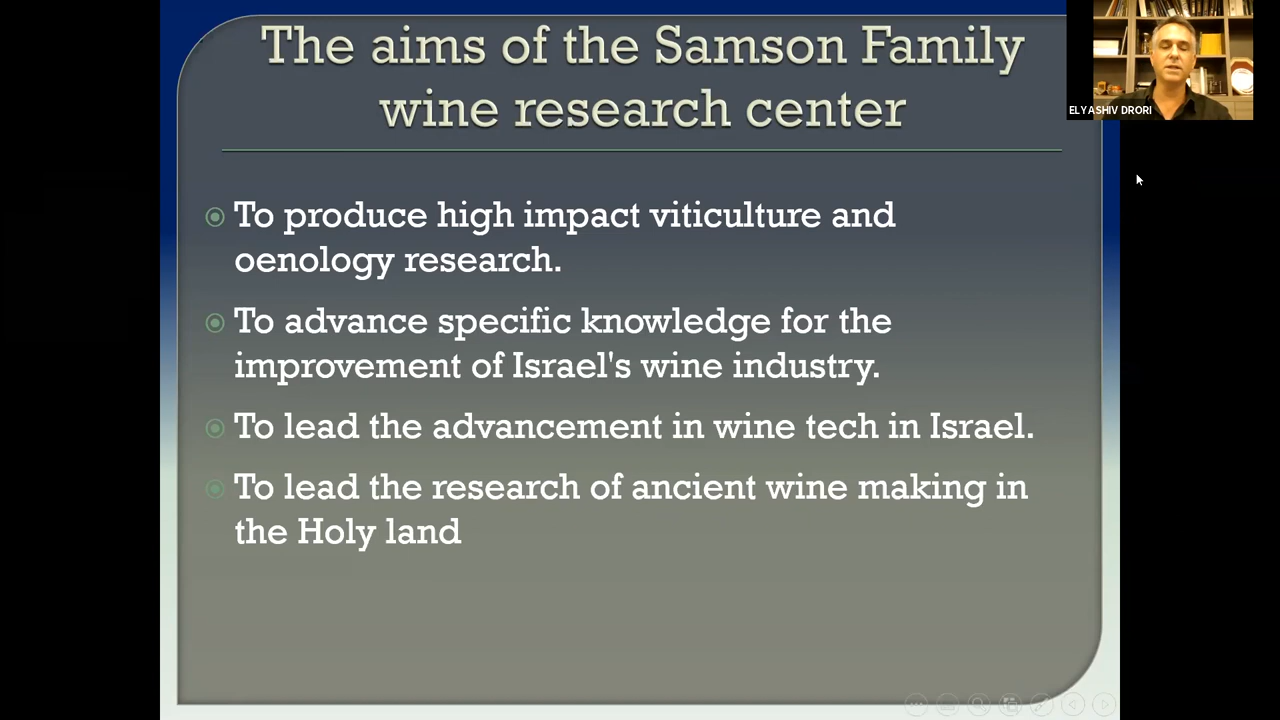 The aims of the Samson Family
wine research center
ELYASHIV DRORI
To produce high impact viticulture and
oenology research.
To advance specific knowledge for the
improvement of Israel's wine industry.
To lead the advancement in wine tech in Israel.
To lead the research of ancient wine making in
the Holy land